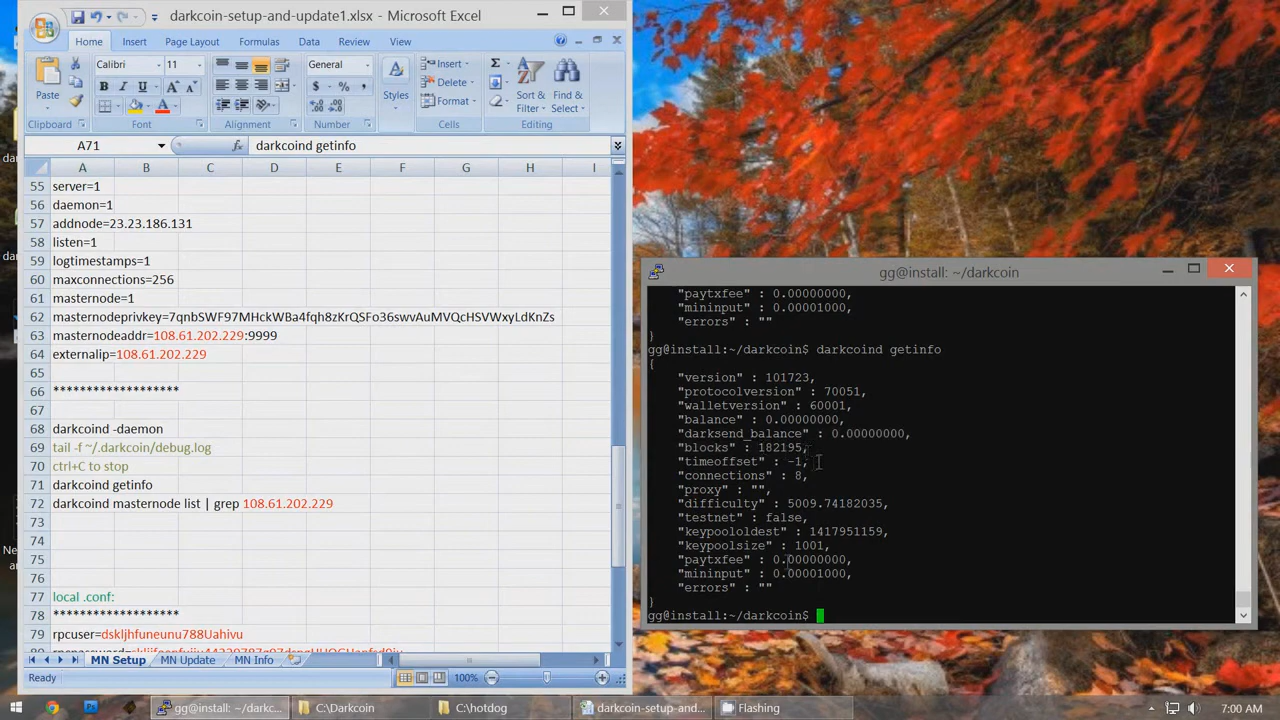 darkcoin-setup-and-update1.xlsx - Microsoft Excel
Home Insert Page Layout Formulas Data Review View
Paste
Clipboard
Calibri 11
B I U
Font
Alignment
General
$ % ,
Number
Styles
Insert
Delete
Format
Cells
Σ
Sort & Filter
Find & Select
Editing
A71 fx darkcoind getinfo
A B C D E F G H I
55 server=1
56 daemon=1
57 addnode=23.23.186.131
58 listen=1
59 logtimestamps=1
60 maxconnections=256
61 masternode=1
62 masternodeprivkey=7qnbSWF97MHckWBa4fqh8zKrQSFo36swvAuMVQcHSVWxyLdKnZs
63 masternodeaddr=108.61.202.229:9999
64 externalip=108.61.202.229
65
66 *******************
67
68 darkcoind -daemon
69 tail -f ~/.darkcoin/debug.log
70 ctrl+C to stop
71 darkcoind getinfo
72 darkcoind masternode list | grep 108.61.202.229
73
74
75
76
77 local .conf:
78 *******************
79 rpcuser=dskljhfuneunu788Uahivu
MN Setup MN Update MN Info
Ready 100%
gg@install: ~/darkcoin
"paytxfee" : 0.00000000,
"mininput" : 0.00001000,
"errors" : ""
}
gg@install:~/darkcoin$ darkcoind getinfo
{
"version" : 101723,
"protocolversion" : 70051,
"walletversion" : 60001,
"balance" : 0.00000000,
"darksend_balance" : 0.00000000,
"blocks" : 182195,
"timeoffset" : -1,
"connections" : 8,
"proxy" : "",
"difficulty" : 5009.74182035,
"testnet" : false,
"keypoololdest" : 1417951159,
"keypoolsize" : 1001,
"paytxfee" : 0.00000000,
"mininput" : 0.00001000,
"errors" : ""
}
gg@install:~/darkcoin$
gg@install: ~/darkc... C:\Darkcoin C:\hotdog darkcoin-setup-and-... Flashing 7:00 AM